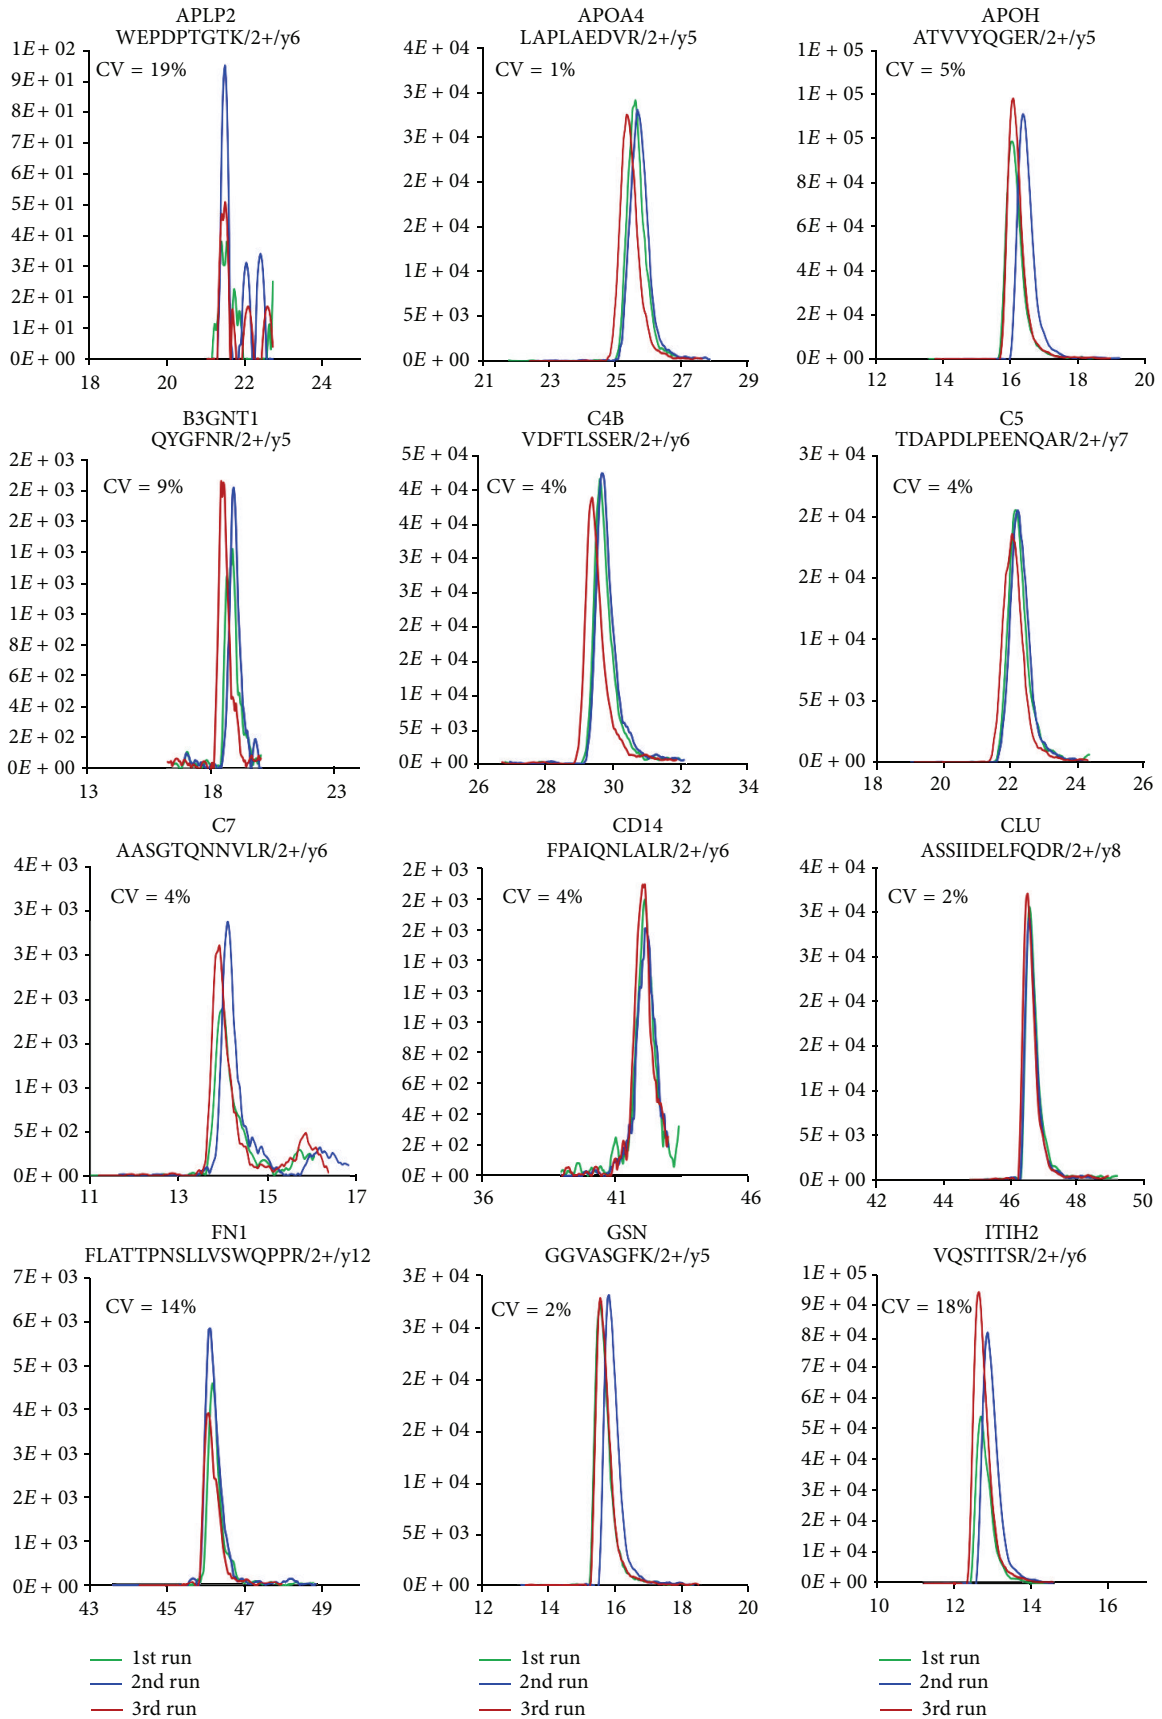 APLP2
WEPDPTGTK/2+/y6
CV = 19%
1E + 02
9E + 01
8E + 01
7E + 01
6E + 01
5E + 01
4E + 01
3E + 01
2E + 01
1E + 01
0E + 00
18 20 22 24
APOA4
LAPLAEDVR/2+/y5
CV = 1%
4E + 04
3E + 04
3E + 04
2E + 04
2E + 04
1E + 04
5E + 03
0E + 00
21 23 25 27 29
APOH
ATVVYQGER/2+/y5
CV = 5%
1E + 05
1E + 05
1E + 05
8E + 04
6E + 04
4E + 04
2E + 04
0E + 00
12 14 16 18 20
B3GNT1
QYGFNR/2+/y5
CV = 9%
2E + 03
2E + 03
2E + 03
1E + 03
1E + 03
1E + 03
8E + 02
6E + 02
4E + 02
2E + 02
0E + 00
13 18 23
C4B
VDFTLSSER/2+/y6
CV = 4%
5E + 04
4E + 04
4E + 04
3E + 04
3E + 04
2E + 04
2E + 04
1E + 04
5E + 03
0E + 00
26 28 30 32 34
C5
TDAPDLPEENQAR/2+/y7
CV = 4%
3E + 04
2E + 04
2E + 04
1E + 04
5E + 03
0E + 00
18 20 22 24 26
C7
AASGTQNNVLR/2+/y6
CV = 4%
4E + 03
3E + 03
3E + 03
2E + 03
2E + 03
1E + 03
5E + 02
0E + 00
11 13 15 17
CD14
FPAIQNLALR/2+/y6
CV = 4%
2E + 03
2E + 03
2E + 03
1E + 03
1E + 03
1E + 03
8E + 02
6E + 02
4E + 02
2E + 02
0E + 00
36 41 46
CLU
ASSIIDELFQDR/2+/y8
CV = 2%
4E + 04
3E + 04
3E + 04
2E + 04
2E + 04
1E + 04
5E + 03
0E + 00
42 44 46 48 50
FN1
FLATTPNSLLVSWQPPR/2+/y12
CV = 14%
7E + 03
6E + 03
5E + 03
4E + 03
3E + 03
2E + 03
1E + 03
0E + 00
43 45 47 49
GSN
GGVASGFK/2+/y5
CV = 2%
3E + 04
3E + 04
2E + 04
2E + 04
1E + 04
5E + 03
0E + 00
12 14 16 18 20
ITIH2
VQSTITSR/2+/y6
CV = 18%
1E + 05
9E + 04
8E + 04
7E + 04
6E + 04
5E + 04
4E + 04
3E + 04
2E + 04
1E + 04
0E + 00
10 12 14 16
1st run
2nd run
3rd run
1st run
2nd run
3rd run
1st run
2nd run
3rd run